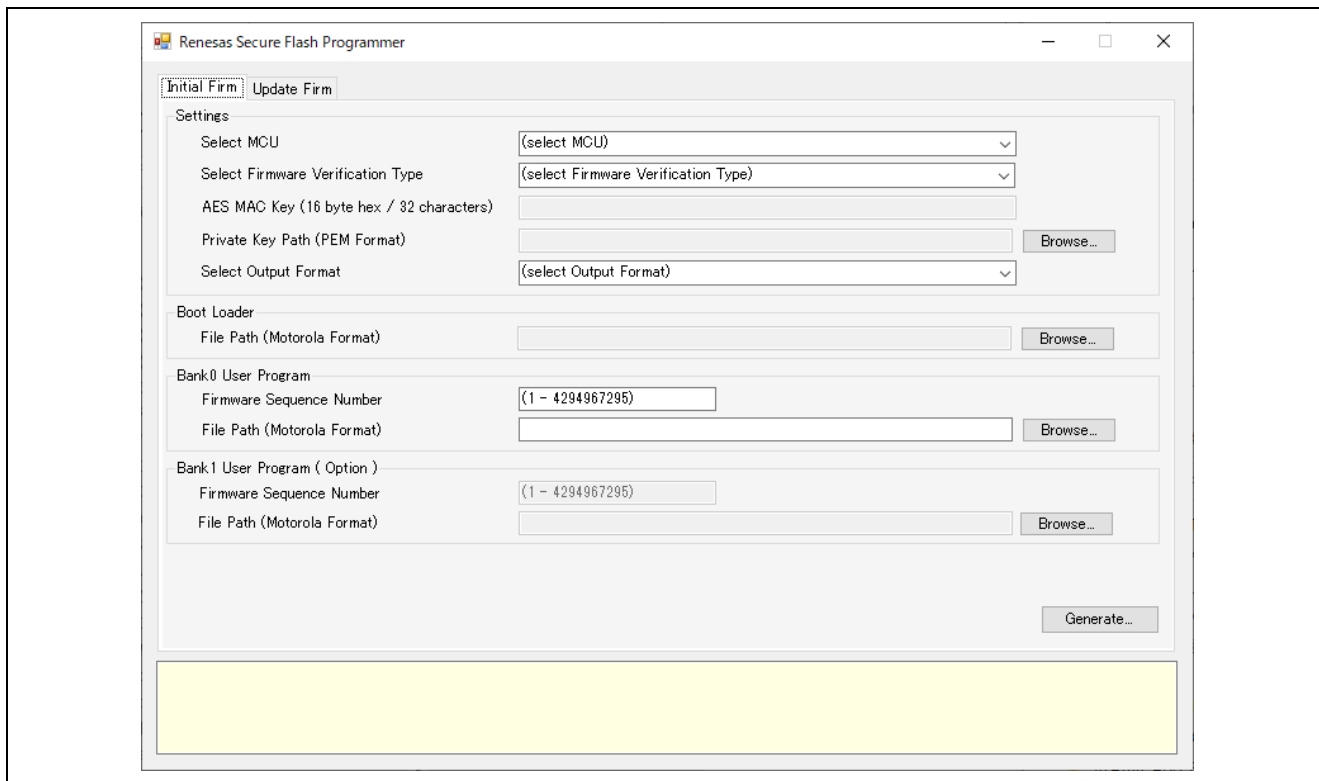 Renesas Secure Flash Programmer
Initial Firm Update Firm
Settings
Select MCU (select MCU)
Select Firmware Verification Type (select Firmware Verification Type)
AES MAC Key (16 byte hex / 32 characters)
Private Key Path (PEM Format) Browse...
Select Output Format (select Output Format)
Boot Loader
File Path (Motorola Format) Browse...
Bank0 User Program
Firmware Sequence Number (1 - 4294967295)
File Path (Motorola Format) Browse...
Bank1 User Program ( Option )
Firmware Sequence Number (1 - 4294967295)
File Path (Motorola Format) Browse...
Generate...